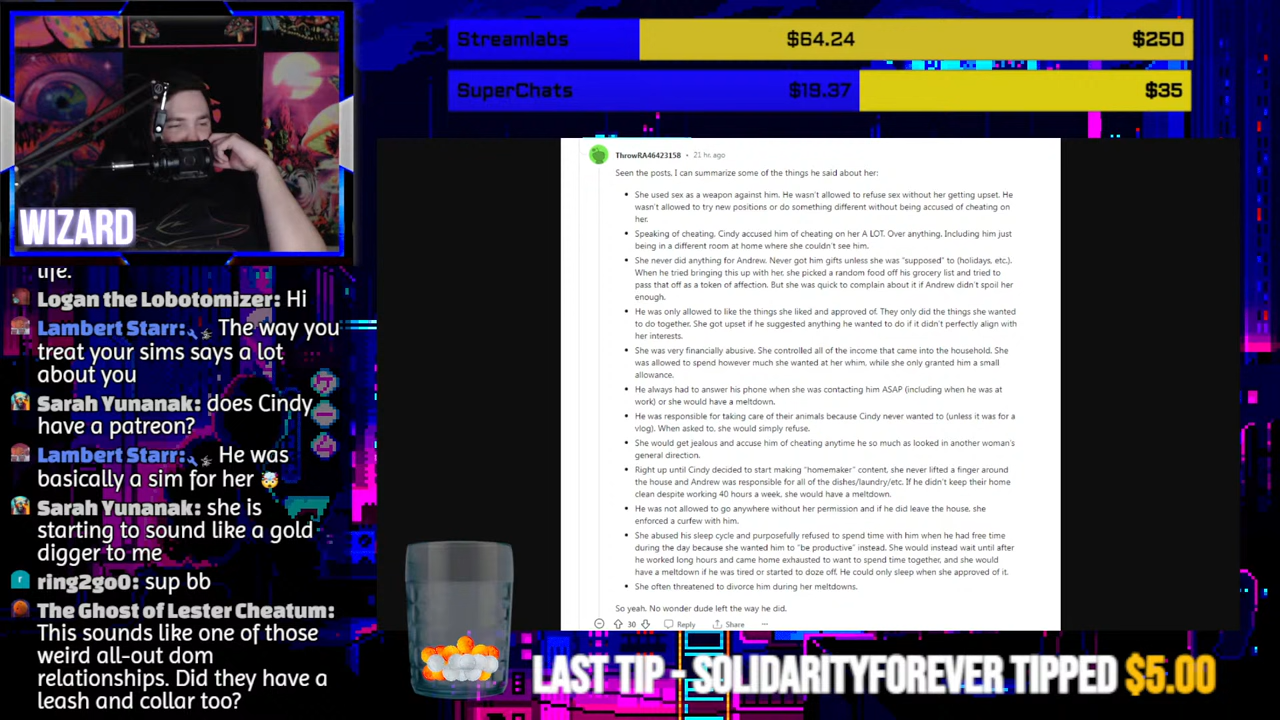 Streamlabs $64.24 $250
SuperChats $19.37 $35
WIZARD
life.
Logan the Lobotomizer: Hi
Lambert Starr: The way you
treat your sims says a lot
about you
Sarah Yunanak: does Cindy
have a patreon?
Lambert Starr: He was
basically a sim for her 🤯
Sarah Yunanak: she is
starting to sound like a gold
digger to me
ring2go0: sup bb
The Ghost of Lester Cheatum:
This sounds like one of those
weird all-out dom
relationships. Did they have a
leash and collar too?
ThrowRA46423158 • 21 hr. ago
Seen the posts, I can summarize some of the things he said about her:
• She used sex as a weapon against him. He wasn't allowed to refuse sex without her getting upset. He
wasn't allowed to try new positions or do something different without being accused of cheating on
her.
• Speaking of cheating, Cindy accused him of cheating on her A LOT. Over anything. Including him just
being in a different room at home where she couldn't see him.
• She never did anything for Andrew. Never got him gifts unless she was "supposed" to (holidays, etc.).
When he tried bringing this up with her, she picked a random food off his grocery list and tried to
pass that off as a token of affection. But she was quick to complain about it if Andrew didn't spoil her
enough.
• He was only allowed to like the things she liked and approved of. They only did the things she wanted
to do together. She got upset if he suggested anything he wanted to do if it didn't perfectly align with
her interests.
• She was very financially abusive. She controlled all of the income that came into the household. She
was allowed to spend however much she wanted at her whim, while she only granted him a small
allowance.
• He always had to answer his phone when she was contacting him ASAP (including when he was at
work) or she would have a meltdown.
• He was responsible for taking care of their animals because Cindy never wanted to (unless it was for a
vlog). When asked to, she would simply refuse.
• She would get jealous and accuse him of cheating anytime he so much as looked in another woman's
general direction.
• Right up until Cindy decided to start making "homemaker" content, she never lifted a finger around
the house and Andrew was responsible for all of the dishes/laundry/etc. If he didn't keep their home
clean despite working 40 hours a week, she would have a meltdown.
• He was not allowed to go anywhere without her permission and if he did leave the house, she
enforced a curfew with him.
• She abused his sleep cycle and purposefully refused to spend time with him when he had free time
during the day because she wanted him to "be productive" instead. She would instead wait until after
he worked long hours and came home exhausted to want to spend time together, and she would
have a meltdown if he was tired or started to doze off. He could only sleep when she approved of it.
• She often threatened to divorce him during her meltdowns.
So yeah. No wonder dude left the way he did.
30 Reply Share ...
LAST TIP - SOLIDARITYFOREVER TIPPED $5.00